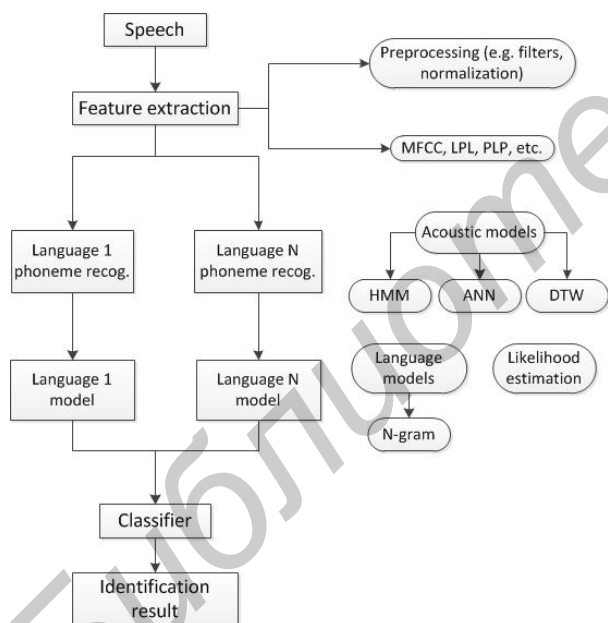 Speech
Feature extraction
Preprocessing (e.g. filters,
normalization)
MFCC, LPL, PLP, etc.
Language 1
phoneme recog.
Language N
phoneme recog.
Acoustic models
HMM
ANN
DTW
Language 1
model
Language N
model
Language
models
Likelihood
estimation
N-gram
Classifier
Identification
result
библиоте